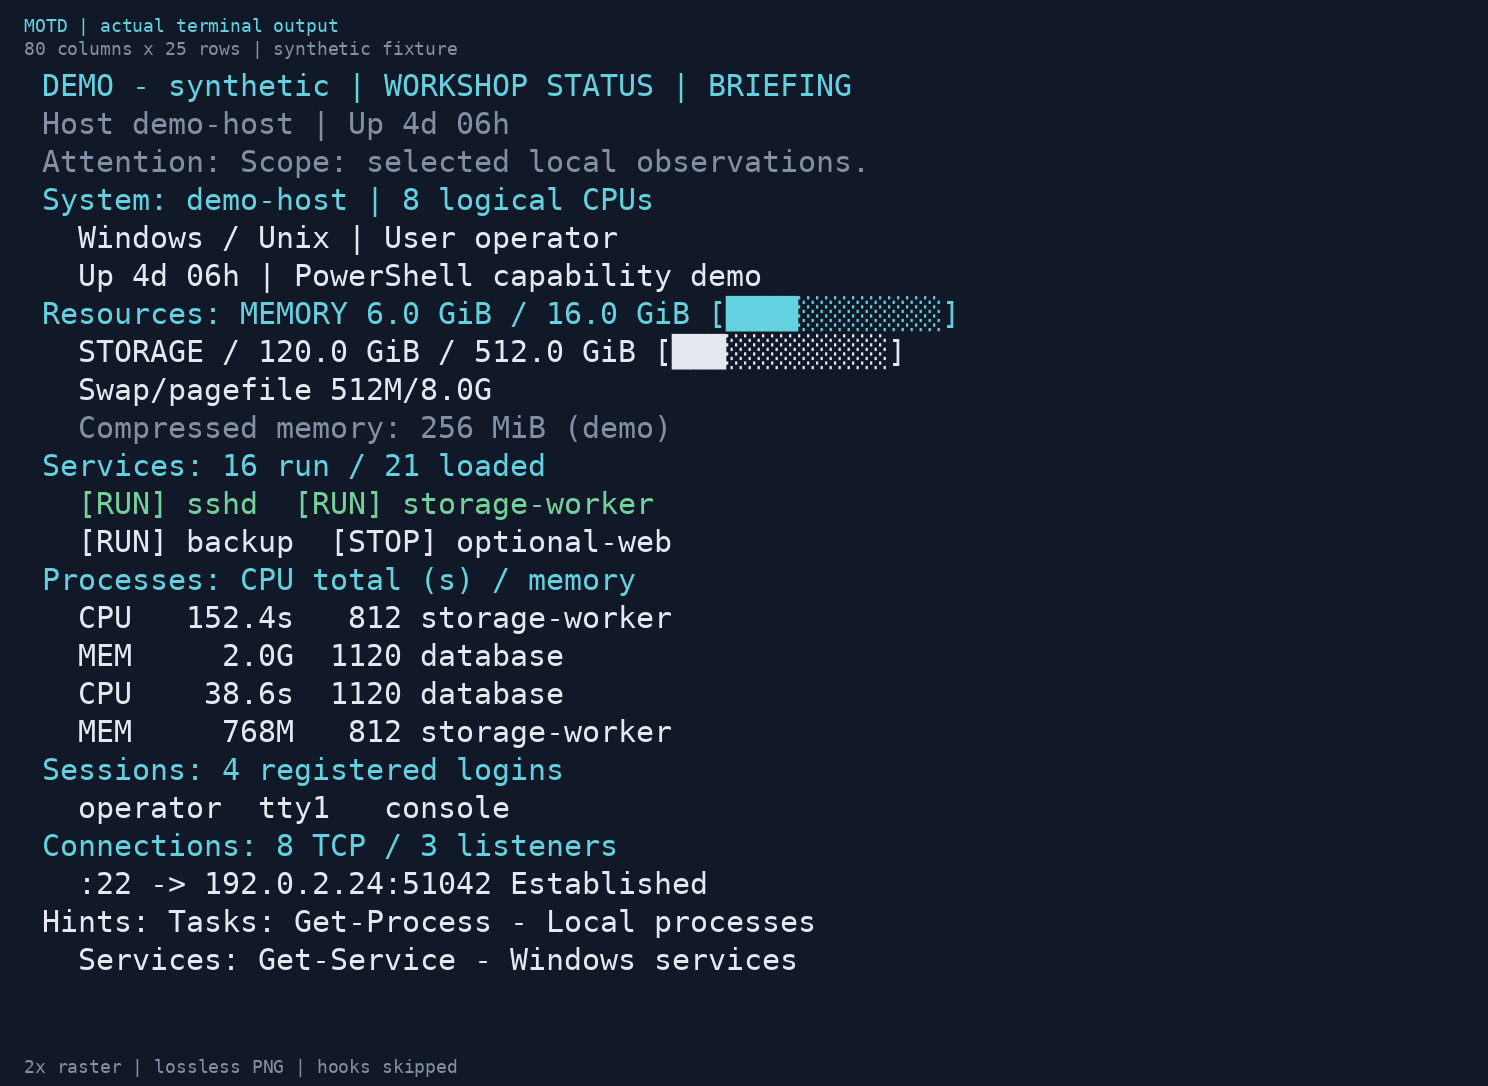 MOTD | actual terminal output
80 columns x 25 rows | synthetic fixture
DEMO - synthetic | WORKSHOP STATUS | BRIEFING
Host demo-host | Up 4d 06h
Attention: Scope: selected local observations.
System: demo-host | 8 logical CPUs
  Windows / Unix | User operator
  Up 4d 06h | PowerShell capability demo
Resources: MEMORY 6.0 GiB / 16.0 GiB [████░░░░░░░░]
  STORAGE / 120.0 GiB / 512.0 GiB [███░░░░░░░░░]
  Swap/pagefile 512M/8.0G
  Compressed memory: 256 MiB (demo)
Services: 16 run / 21 loaded
  [RUN] sshd  [RUN] storage-worker
  [RUN] backup  [STOP] optional-web
Processes: CPU total (s) / memory
  CPU   152.4s   812 storage-worker
  MEM     2.0G  1120 database
  CPU    38.6s  1120 database
  MEM     768M   812 storage-worker
Sessions: 4 registered logins
  operator  tty1   console
Connections: 8 TCP / 3 listeners
  :22 -> 192.0.2.24:51042 Established
Hints: Tasks: Get-Process - Local processes
  Services: Get-Service - Windows services
2x raster | lossless PNG | hooks skipped